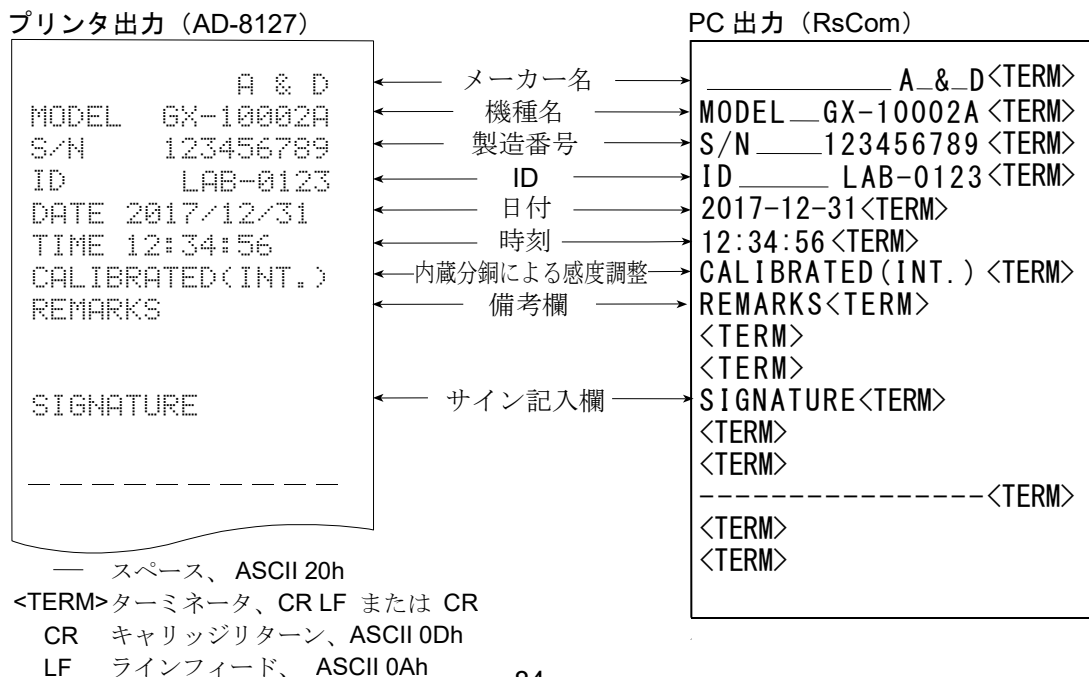 プリンタ出力（AD-8127）
A & D
MODEL GX-10002A
S/N 123456789
ID LAB-0123
DATE 2017/12/31
TIME 12:34:56
CALIBRATED(INT.)
REMARKS
SIGNATURE
メーカー名
機種名
製造番号
ID
日付
時刻
内蔵分銅による感度調整
備考欄
サイン記入欄
PC 出力（RsCom）
A_&_D<TERM>
MODEL__GX-10002A<TERM>
S/N____123456789<TERM>
ID______LAB-0123<TERM>
2017-12-31<TERM>
12:34:56<TERM>
CALIBRATED(INT.)<TERM>
REMARKS<TERM>
<TERM>
<TERM>
SIGNATURE<TERM>
<TERM>
<TERM>
----------------<TERM>
<TERM>
<TERM>
— スペース、 ASCII 20h
<TERM>ターミネータ、CR LF または CR
CR キャリッジリターン、ASCII 0Dh
LF ラインフィード、 ASCII 0Ah